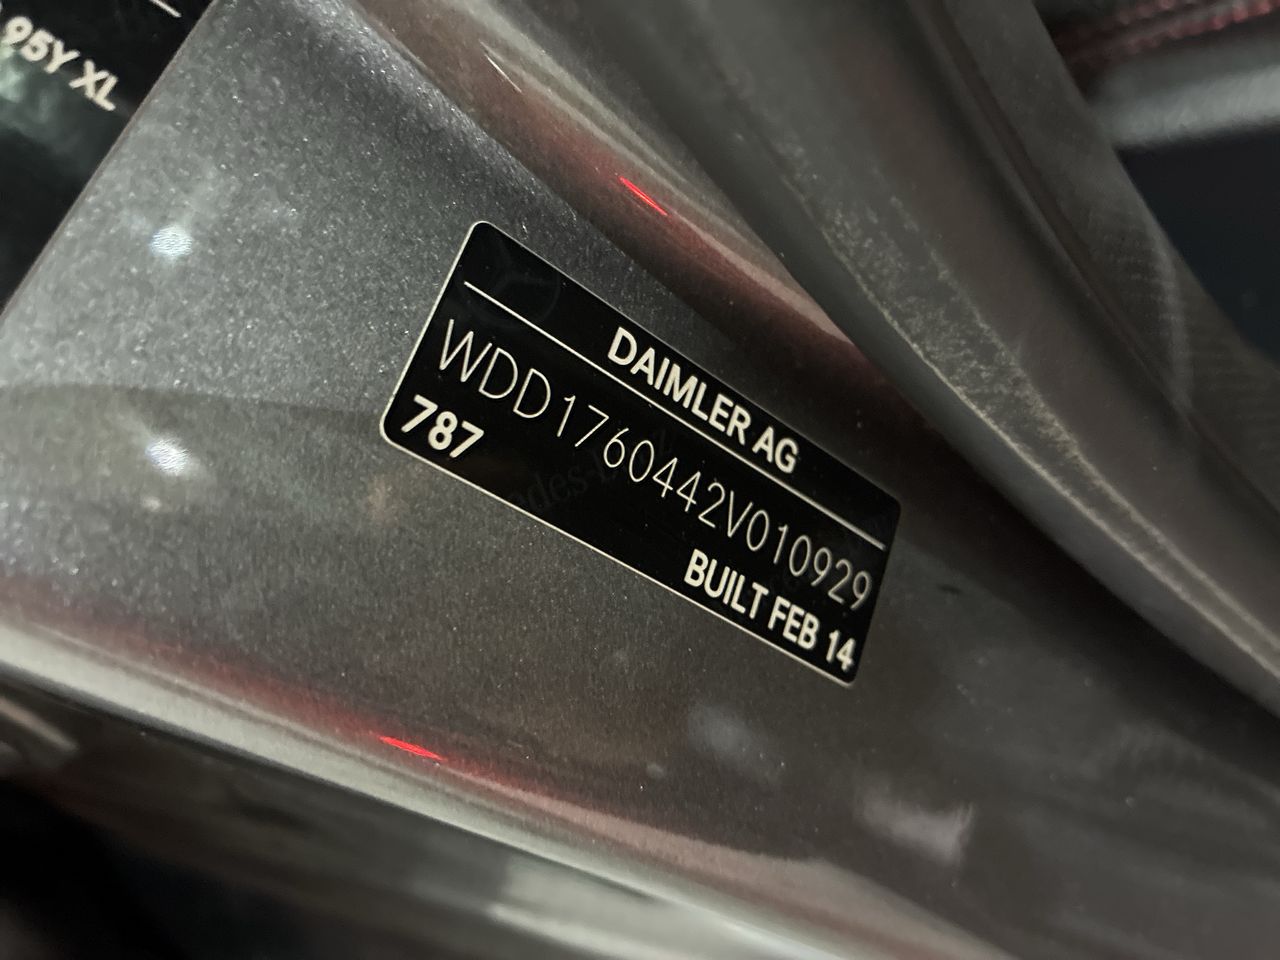 95Y XL
DAIMLER AG
WDD1760442V010929
787
BUILT FEB 14